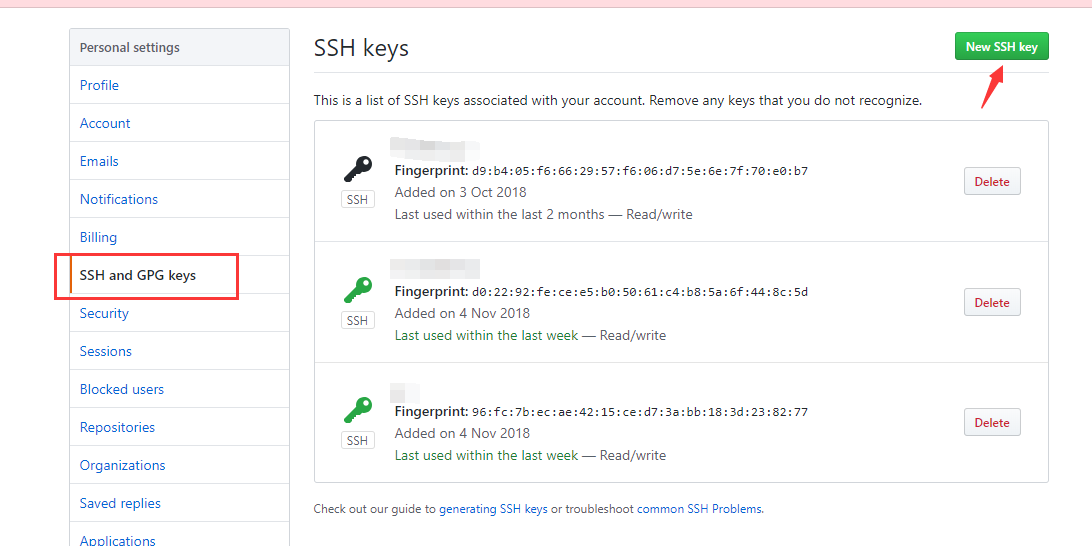 Personal settings
Profile
Account
Emails
Notifications
Billing
SSH and GPG keys
Security
Sessions
Blocked users
Repositories
Organizations
Saved replies
Applications
SSH keys
New SSH key
This is a list of SSH keys associated with your account. Remove any keys that you do not recognize.
SSH
Fingerprint: d9:b4:05:f6:66:29:57:f6:06:d7:5e:6e:7f:70:e0:b7
Added on 3 Oct 2018
Last used within the last 2 months — Read/write
Delete
SSH
Fingerprint: d0:22:92:fe:ce:e5:b0:50:61:c4:b8:5a:6f:44:8c:5d
Added on 4 Nov 2018
Last used within the last week — Read/write
Delete
SSH
Fingerprint: 96:fc:7b:ec:ae:42:15:ce:d7:3a:bb:18:3d:23:82:77
Added on 4 Nov 2018
Last used within the last week — Read/write
Delete
Check out our guide to generating SSH keys or troubleshoot common SSH Problems.